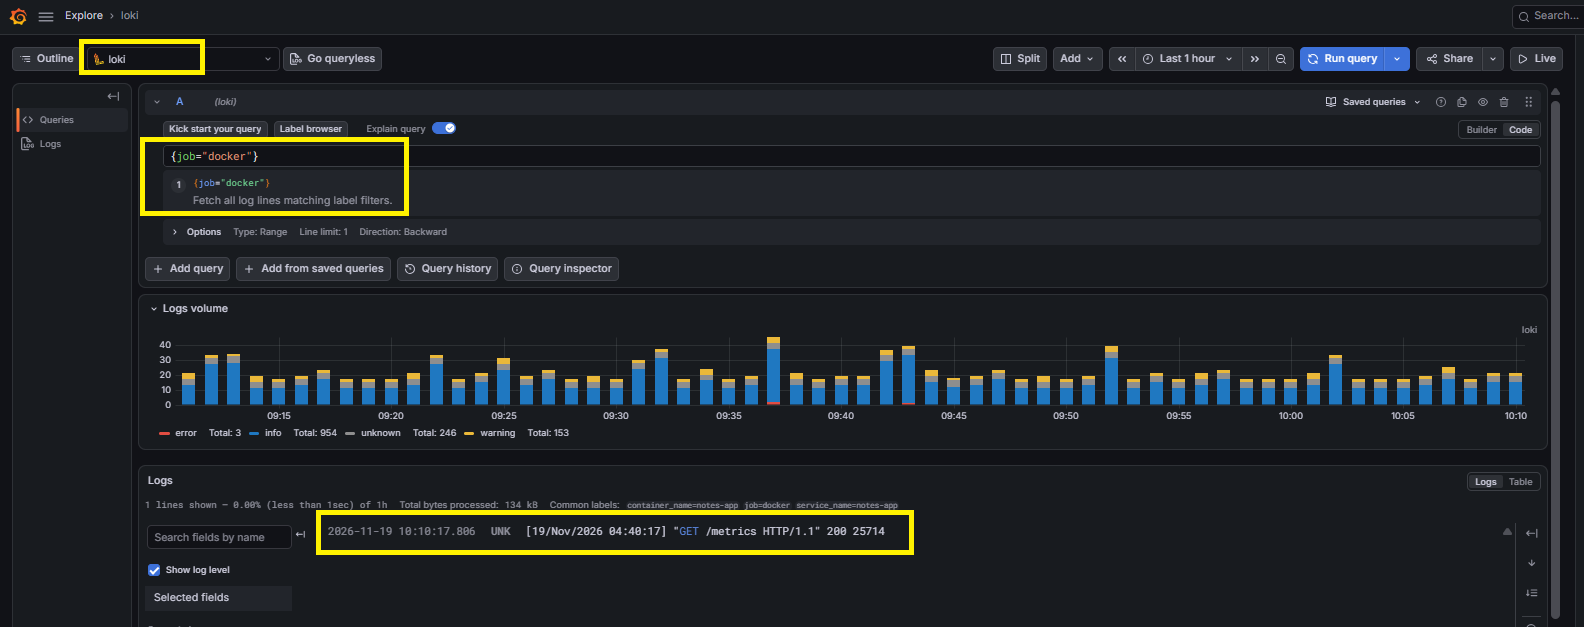 Explore › loki
Search...
Outline
loki
Go queryless
Split
Add
Last 1 hour
Run query
Share
Live
Queries
Logs
A (loki)
Saved queries
Kick start your query
Label browser
Explain query
Builder
Code
{job="docker"}
1 {job="docker"}
Fetch all log lines matching label filters.
Options Type: Range Line limit: 1 Direction: Backward
+ Add query
+ Add from saved queries
Query history
Query inspector
Logs volume
loki
40
30
20
10
0
09:15 09:20 09:25 09:30 09:35 09:40 09:45 09:50 09:55 10:00 10:05 10:10
error Total: 3 info Total: 954 unknown Total: 246 warning Total: 153
Logs
Logs Table
1 lines shown — 0.00% (less than 1sec) of 1h Total bytes processed: 134 kB Common labels: container_name=notes-app job=docker service_name=notes-app
Search fields by name
2026-11-19 10:10:17.806 UNK [19/Nov/2026 04:40:17] "GET /metrics HTTP/1.1" 200 25714
Show log level
Selected fields